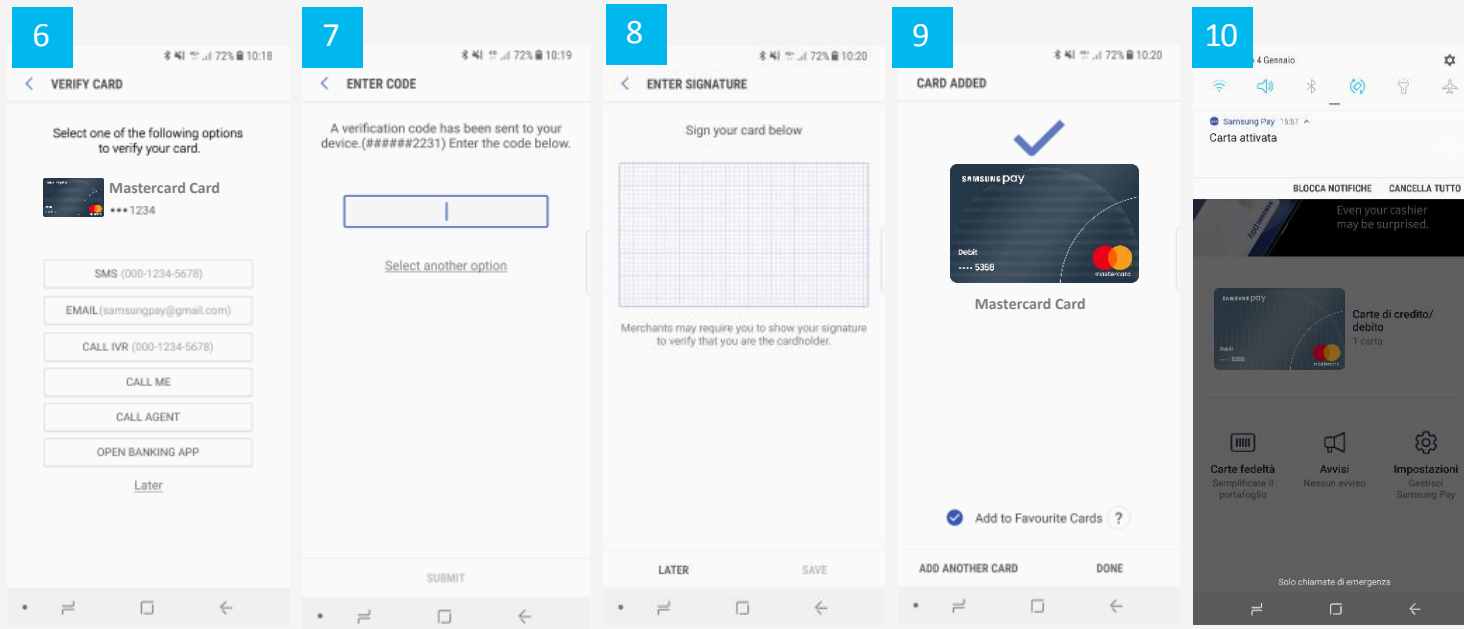 6
72% 10:18
VERIFY CARD
Select one of the following options
to verify your card.
Mastercard Card
••• 1234
SMS (000-1234-5678)
EMAIL (samsungpay@gmail.com)
CALL IVR (000-1234-5678)
CALL ME
CALL AGENT
OPEN BANKING APP
Later
7
72% 10:19
ENTER CODE
A verification code has been sent to your
device.(######2231) Enter the code below.
Select another option
SUBMIT
8
72% 10:20
ENTER SIGNATURE
Sign your card below
Merchants may require you to show your signature
to verify that you are the cardholder.
LATER
SAVE
9
72% 10:20
CARD ADDED
SAMSUNG pay
Debit
•••• 5358
mastercard
Mastercard Card
Add to Favourite Cards ?
ADD ANOTHER CARD
DONE
10
4 Gennaio
Samsung Pay 15:57
Carta attivata
BLOCCA NOTIFICHE CANCELLA TUTTO
Even your cashier
may be surprised.
SAMSUNG pay
Debit
•••• 5358
mastercard
Carte di credito/
debito
1 carta
Carte fedeltà
Semplificate il
portafoglio
Avvisi
Nessun avviso
Impostazioni
Gestisci
Samsung Pay
Solo chiamate di emergenza